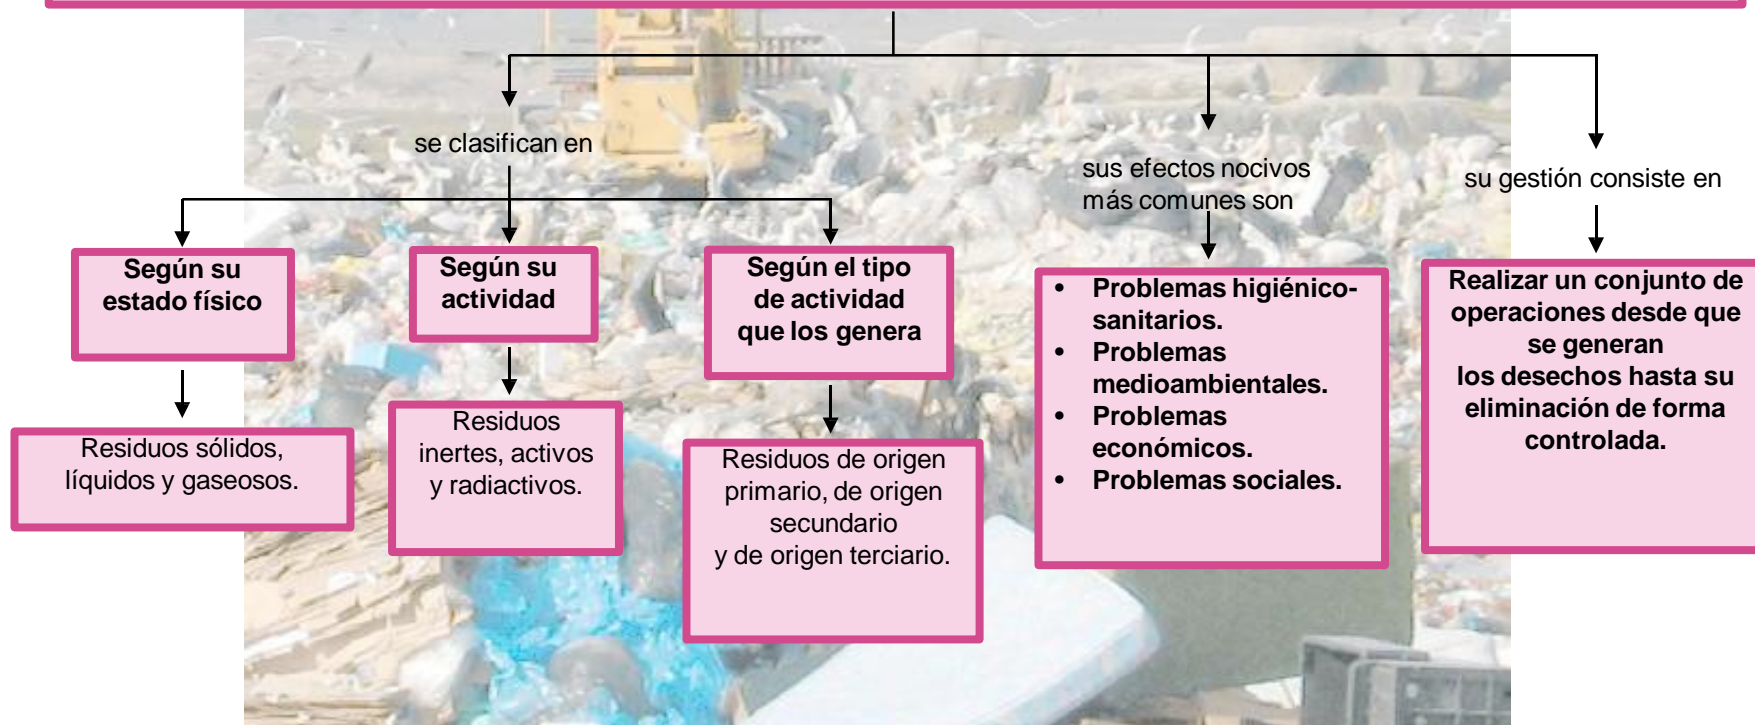 se clasifican en
Según su
estado físico
Residuos sólidos,
líquidos y gaseosos.
Según su
actividad
Residuos
inertes, activos
y radiactivos.
Según el tipo
de actividad
que los genera
Residuos de origen
primario, de origen
secundario
y de origen terciario.
sus efectos nocivos
más comunes son
• Problemas higiénico-
sanitarios.
• Problemas
medioambientales.
• Problemas
económicos.
• Problemas sociales.
su gestión consiste en
Realizar un conjunto de
operaciones desde que
se generan
los desechos hasta su
eliminación de forma
controlada.